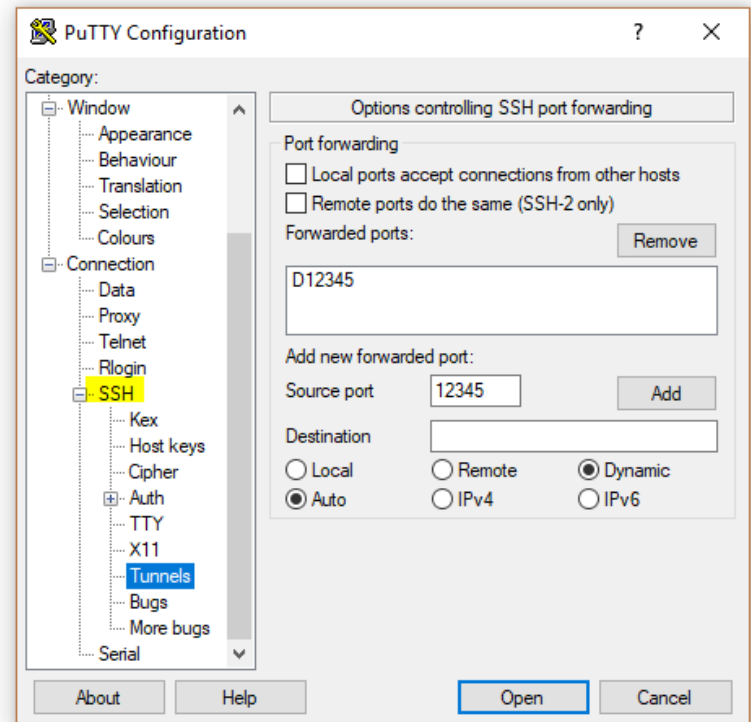 PuTTY Configuration
?
Category:
Window
Appearance
Behaviour
Translation
Selection
Colours
Connection
Data
Proxy
Telnet
Rlogin
SSH
Kex
Host keys
Cipher
Auth
TTY
X11
Tunnels
Bugs
More bugs
Serial
Options controlling SSH port forwarding
Port forwarding
Local ports accept connections from other hosts
Remote ports do the same (SSH-2 only)
Forwarded ports:
Remove
D12345
Add new forwarded port:
Source port 12345 Add
Destination
Local Remote Dynamic
Auto IPv4 IPv6
About Help Open Cancel